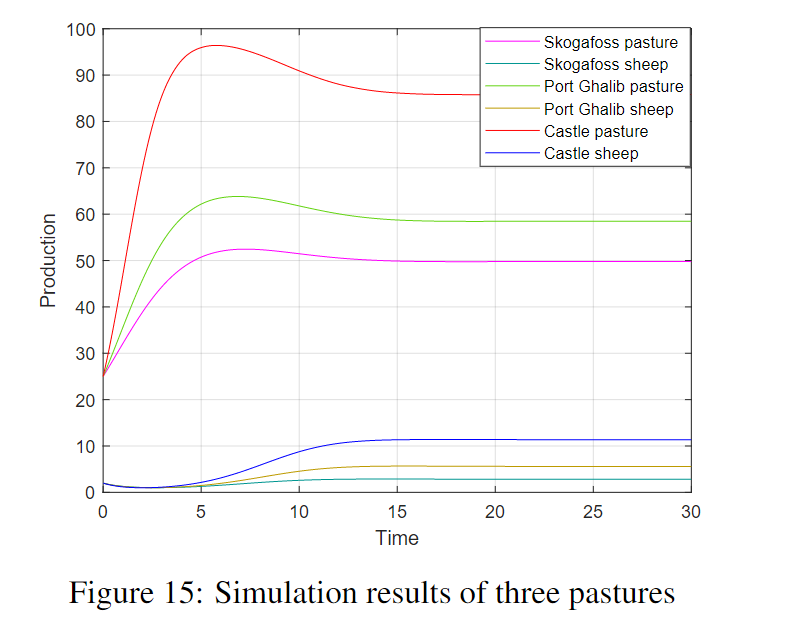 100
90
80
70
60
50
40
30
20
10
0
Production
0 5 10 15 20 25 30
Time
Skogafoss pasture
Skogafoss sheep
Port Ghalib pasture
Port Ghalib sheep
Castle pasture
Castle sheep
Figure 15: Simulation results of three pastures